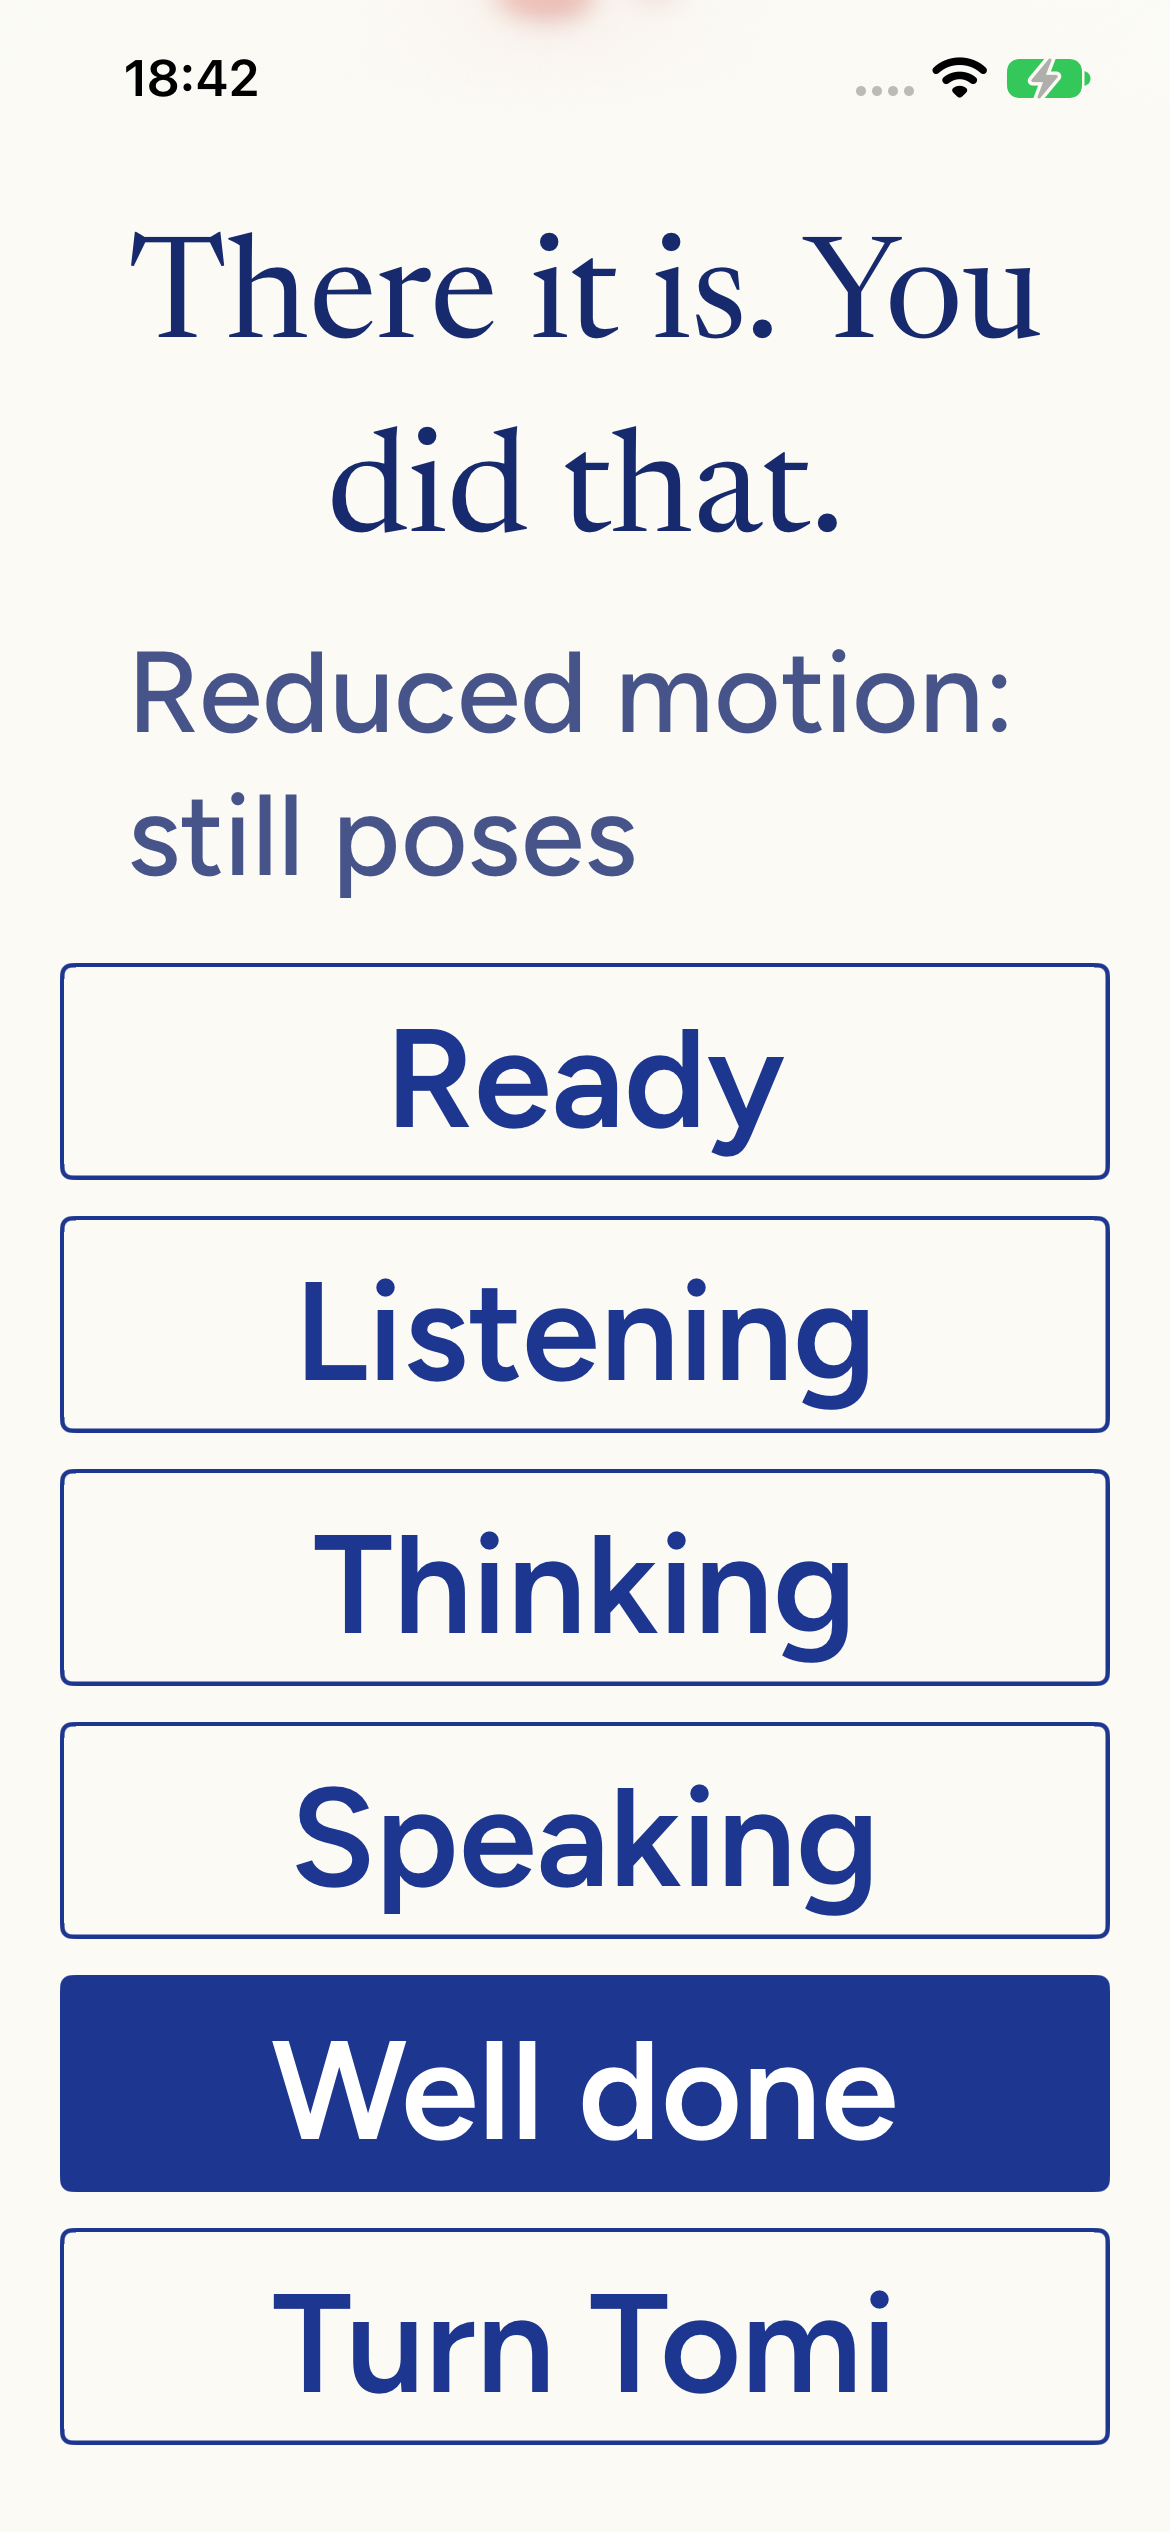 18:42
There it is. You
did that.
Reduced motion:
still poses
Ready
Listening
Thinking
Speaking
Well done
Turn Tomi